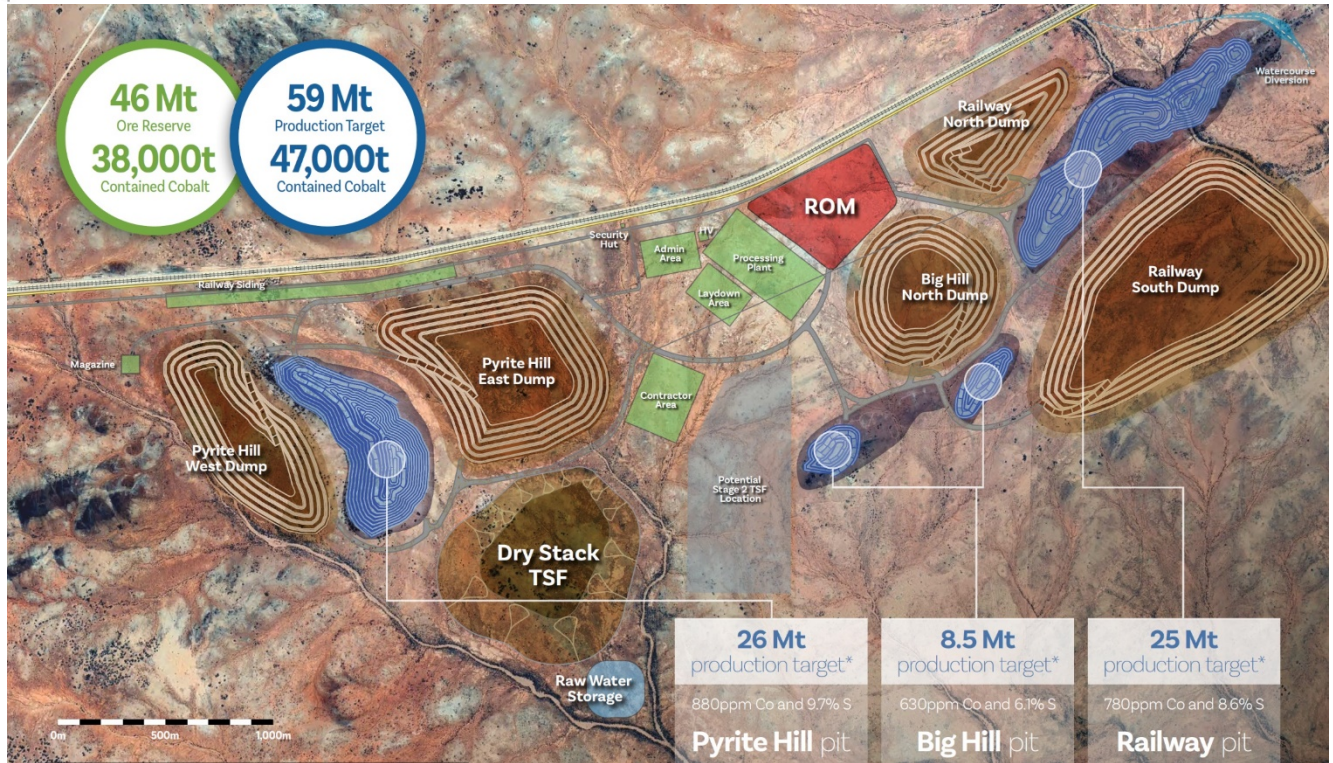 46 Mt
Ore Reserve
38,000t
Contained Cobalt
59 Mt
Production Target
47,000t
Contained Cobalt
Watercourse
Diversion
Railway
North Dump
ROM
HV
Security
Hut
Admin
Area
Processing
Plant
Laydown
Area
Big Hill
North Dump
Railway
South Dump
Railway Siding
Magazine
Pyrite Hill
East Dump
Contractor
Area
Pyrite Hill
West Dump
Potential
Stage 2 TSF
Location
Dry Stack
TSF
Raw Water
Storage
0m
500m
1,000m
26 Mt
production target*
880ppm Co and 9.7% S
Pyrite Hill pit
8.5 Mt
production target*
630ppm Co and 6.1% S
Big Hill pit
25 Mt
production target*
780ppm Co and 8.6% S
Railway pit